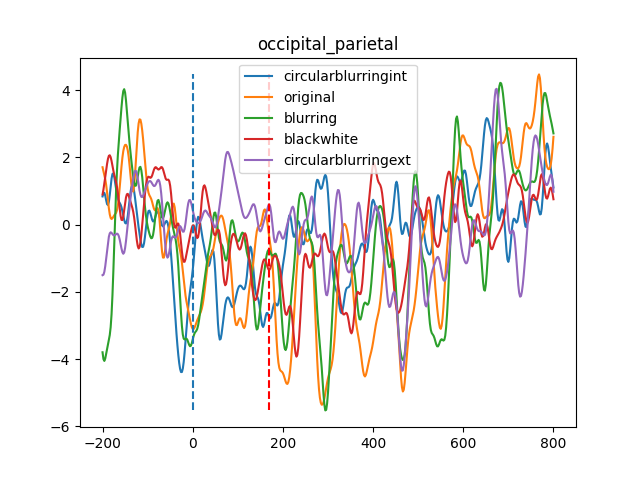 occipital_parietal
circularblurringint
original
blurring
blackwhite
circularblurringext
4
2
0
−2
−4
−6
−200
0
200
400
600
800